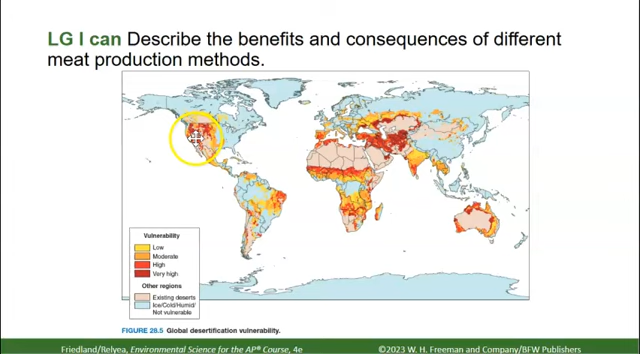 LG I can Describe the benefits and consequences of different
meat production methods.
Vulnerability
Low
Moderate
High
Very high
Other regions
Existing deserts
Ice/Cold/Humid/
Not vulnerable
FIGURE 28.5 Global desertification vulnerability.
Friedland/Relyea, Environmental Science for the AP® Course, 4e
©2023 W. H. Freeman and Company/BFW Publishers